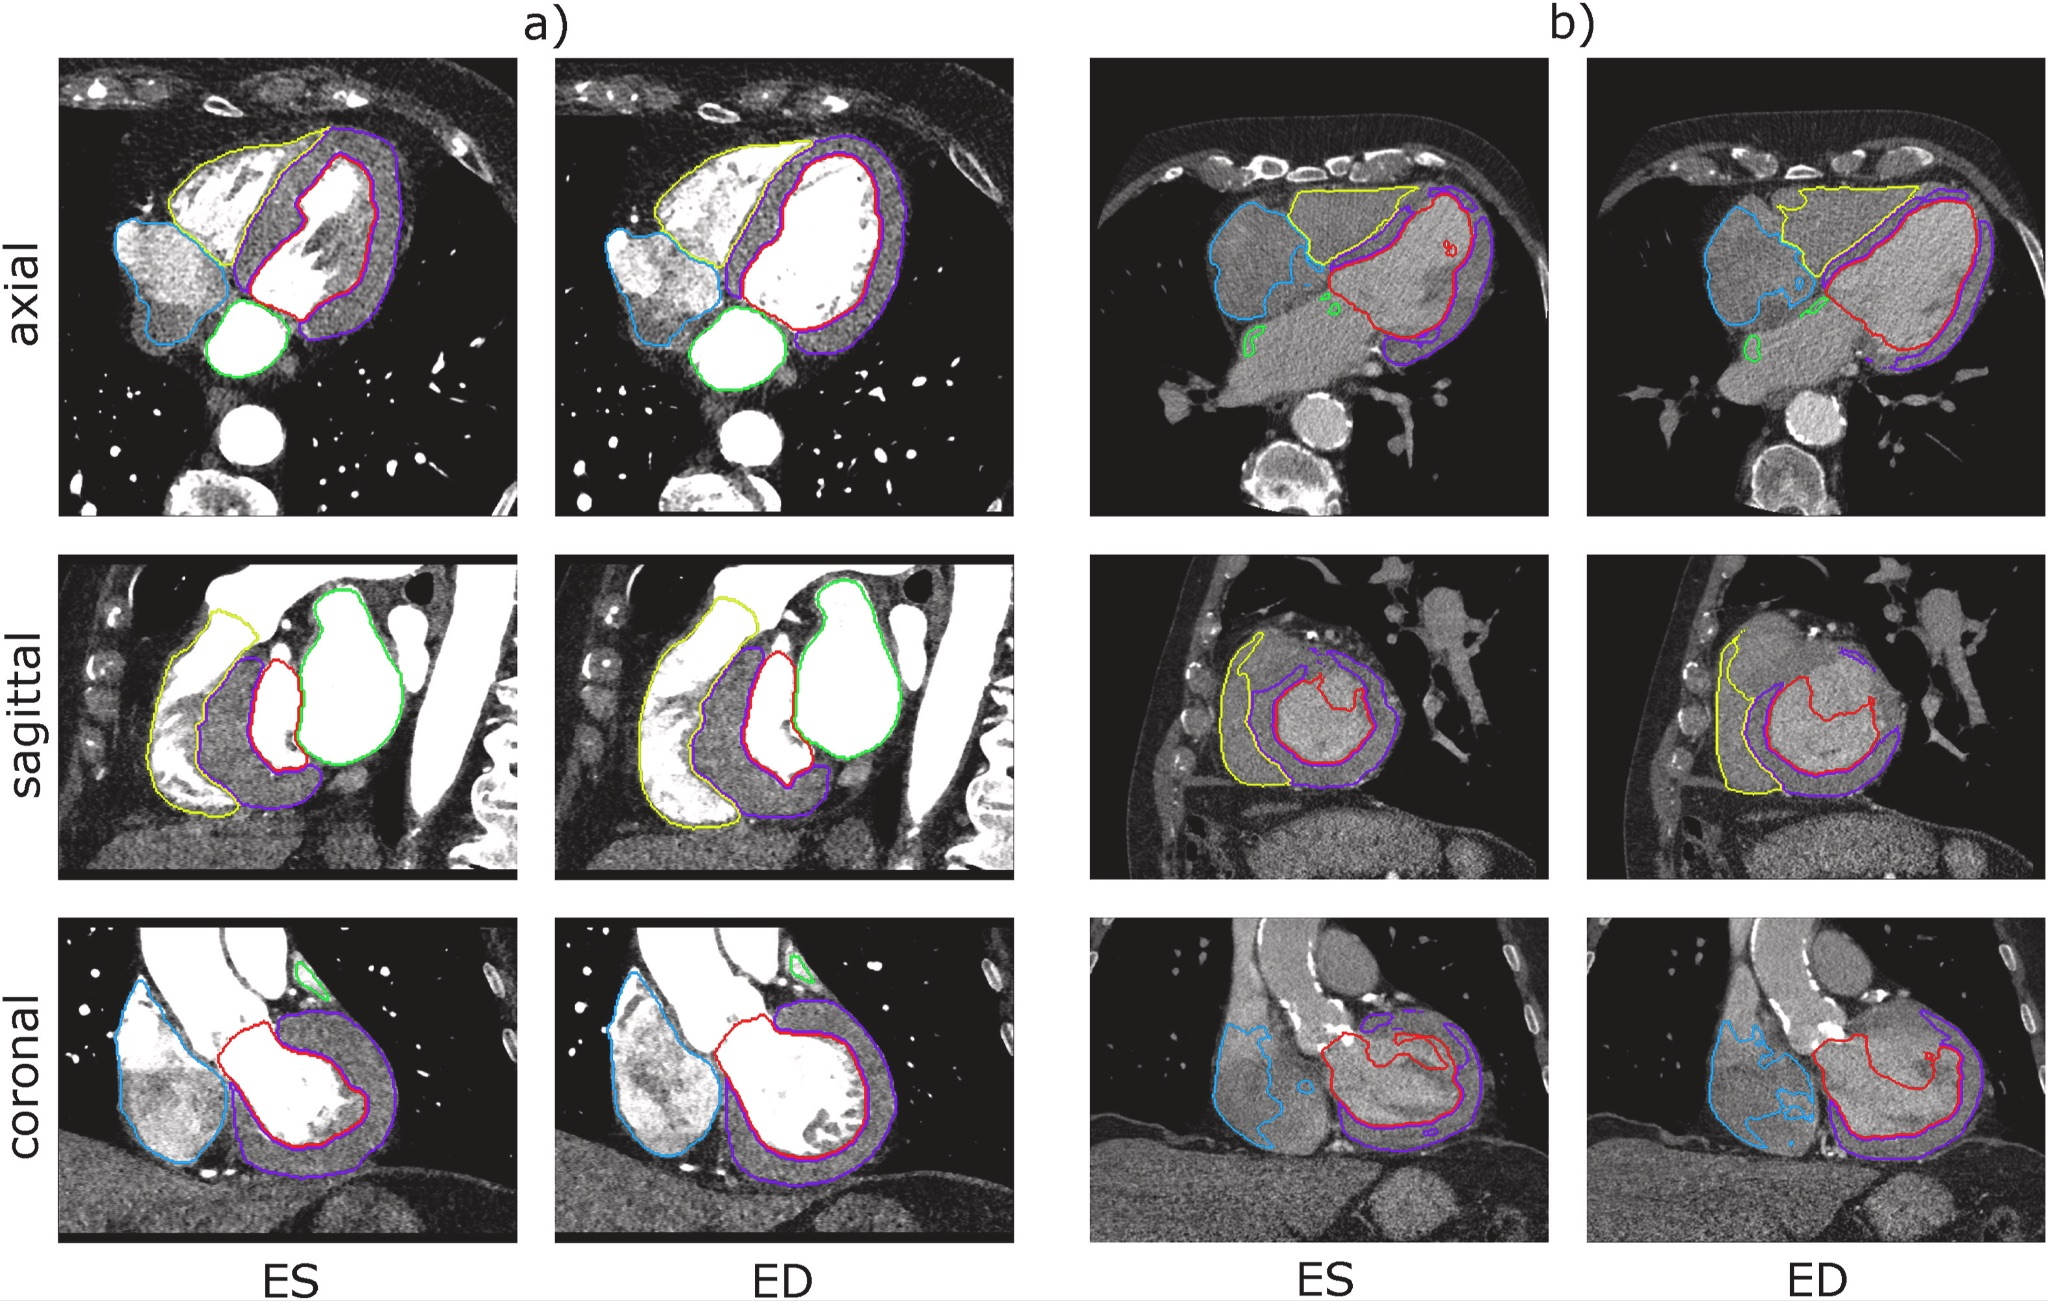 a) b)
axial
sagittal
coronal
ES ED ES ED